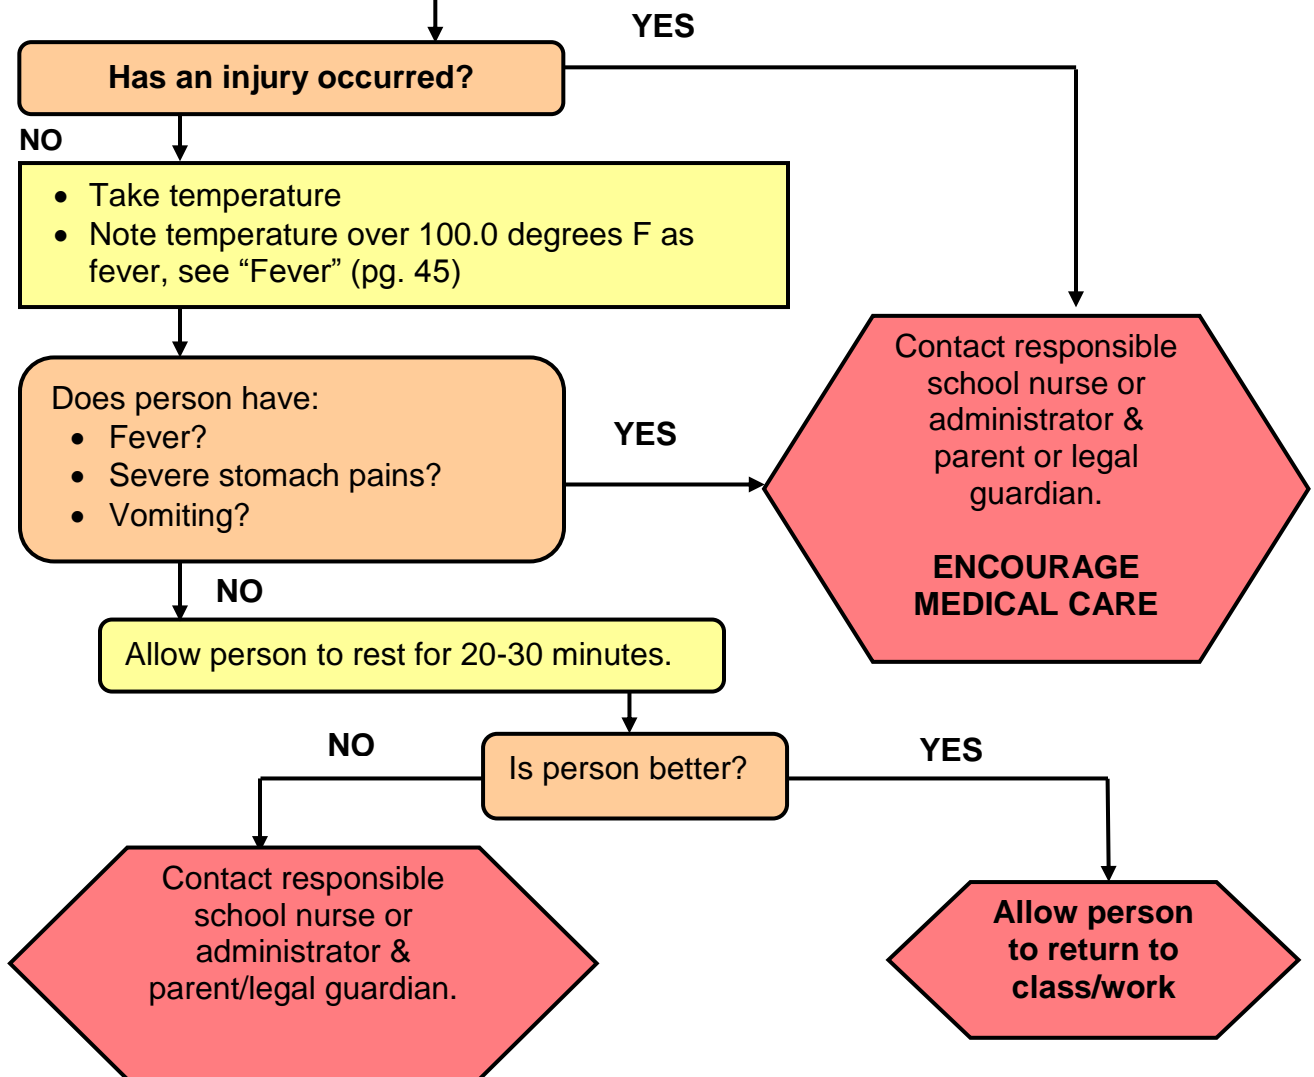 YES
Has an injury occurred?
NO
• Take temperature
• Note temperature over 100.0 degrees F as
fever, see “Fever” (pg. 45)
Contact responsible
school nurse or
administrator &
parent or legal
guardian.
ENCOURAGE
MEDICAL CARE
Does person have:
• Fever?
• Severe stomach pains?
• Vomiting?
YES
NO
Allow person to rest for 20-30 minutes.
Is person better?
NO
YES
Contact responsible
school nurse or
administrator &
parent/legal guardian.
Allow person
to return to
class/work